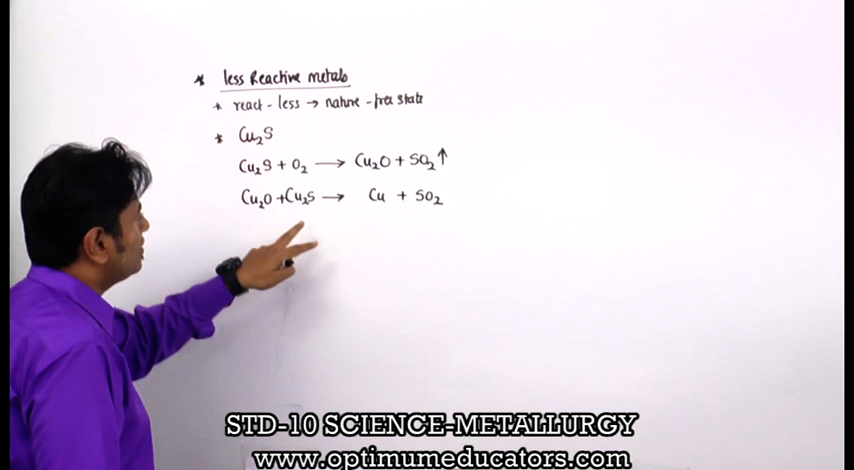 * less Reactive metals
* react - less → nature - free state
* Cu₂S
Cu₂S + O₂ ⟶ Cu₂O + SO₂↑
Cu₂O + Cu₂S ⟶ Cu + SO₂
STD-10 SCIENCE-METALLURGY
www.optimumeducators.com